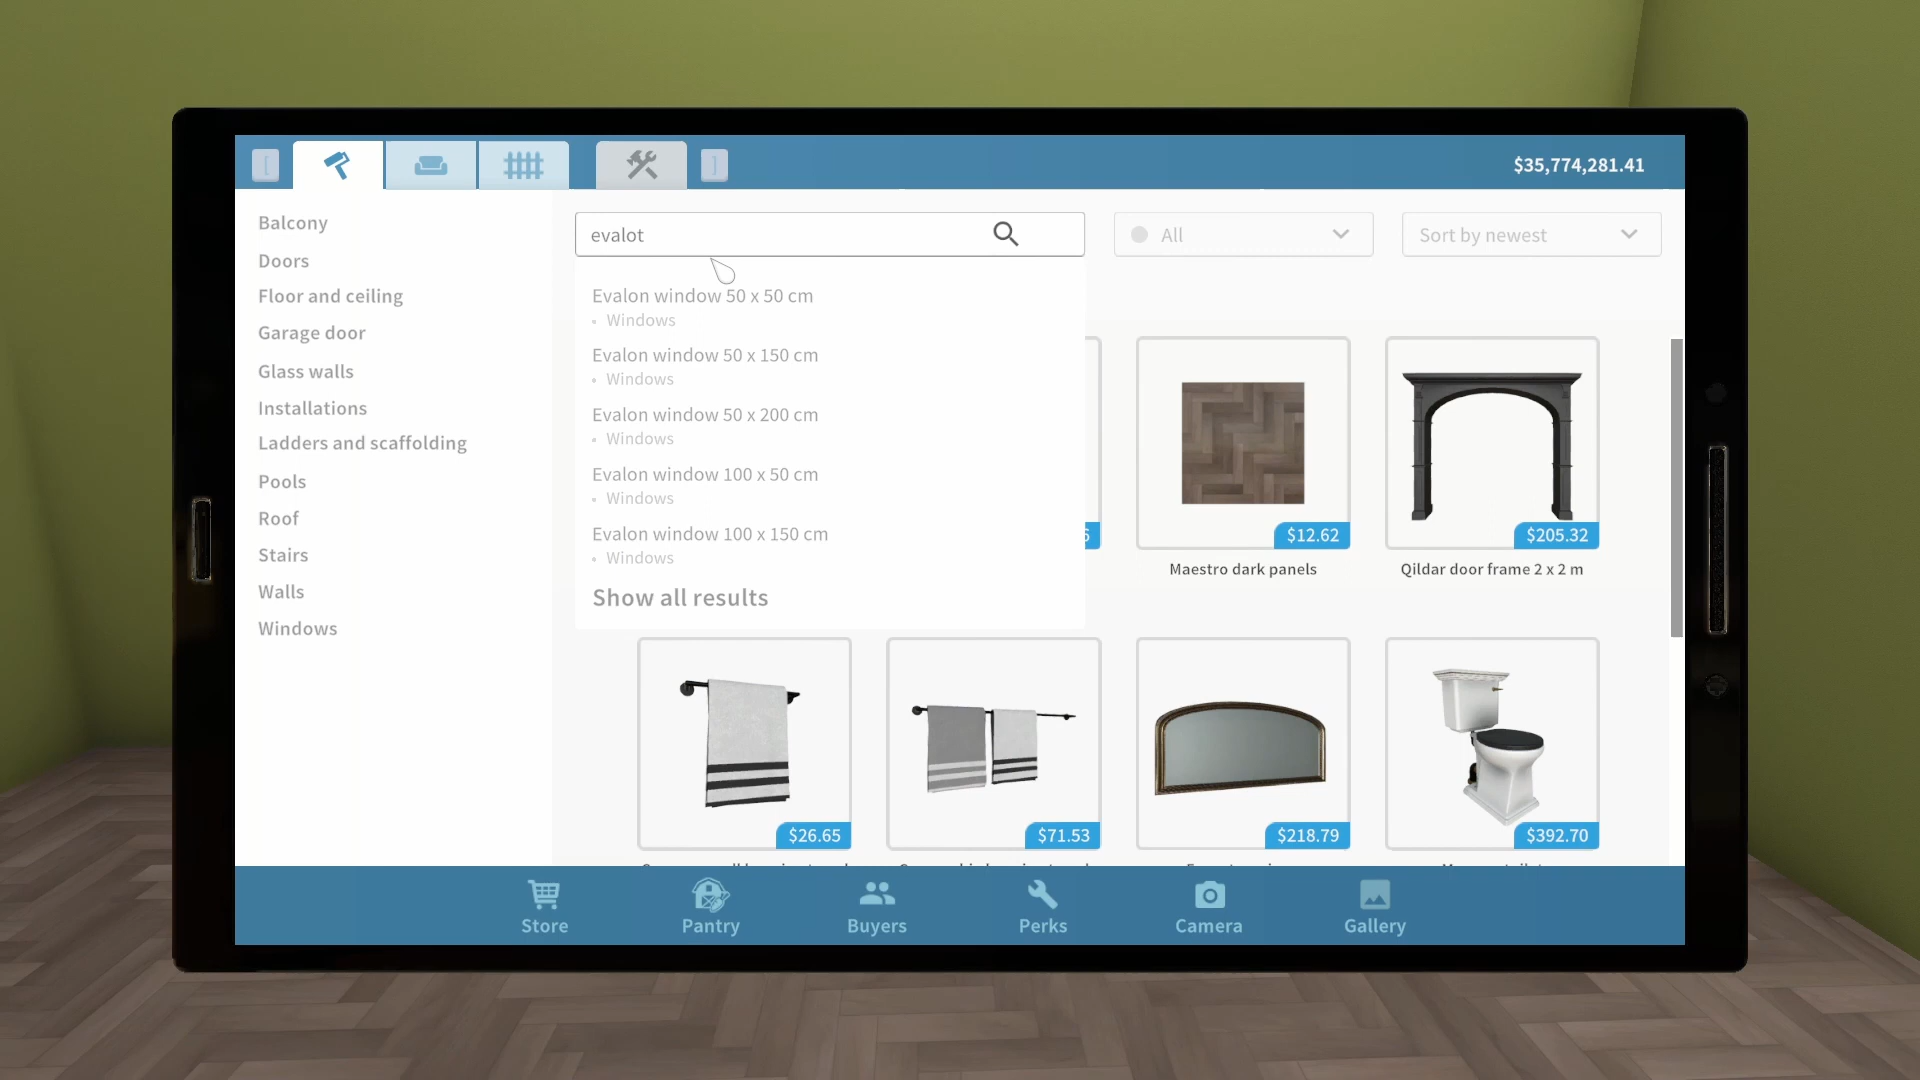 [
]
$35,774,281.41
Balcony
Doors
Floor and ceiling
Garage door
Glass walls
Installations
Ladders and scaffolding
Pools
Roof
Stairs
Walls
Windows
evalot
All
Sort by newest
Evalon window 50 x 50 cm
• Windows
Evalon window 50 x 150 cm
• Windows
Evalon window 50 x 200 cm
• Windows
Evalon window 100 x 50 cm
• Windows
Evalon window 100 x 150 cm
• Windows
Show all results
$12.62
Maestro dark panels
$205.32
Qildar door frame 2 x 2 m
$26.65
$71.53
$218.79
$392.70
Store
Pantry
Buyers
Perks
Camera
Gallery